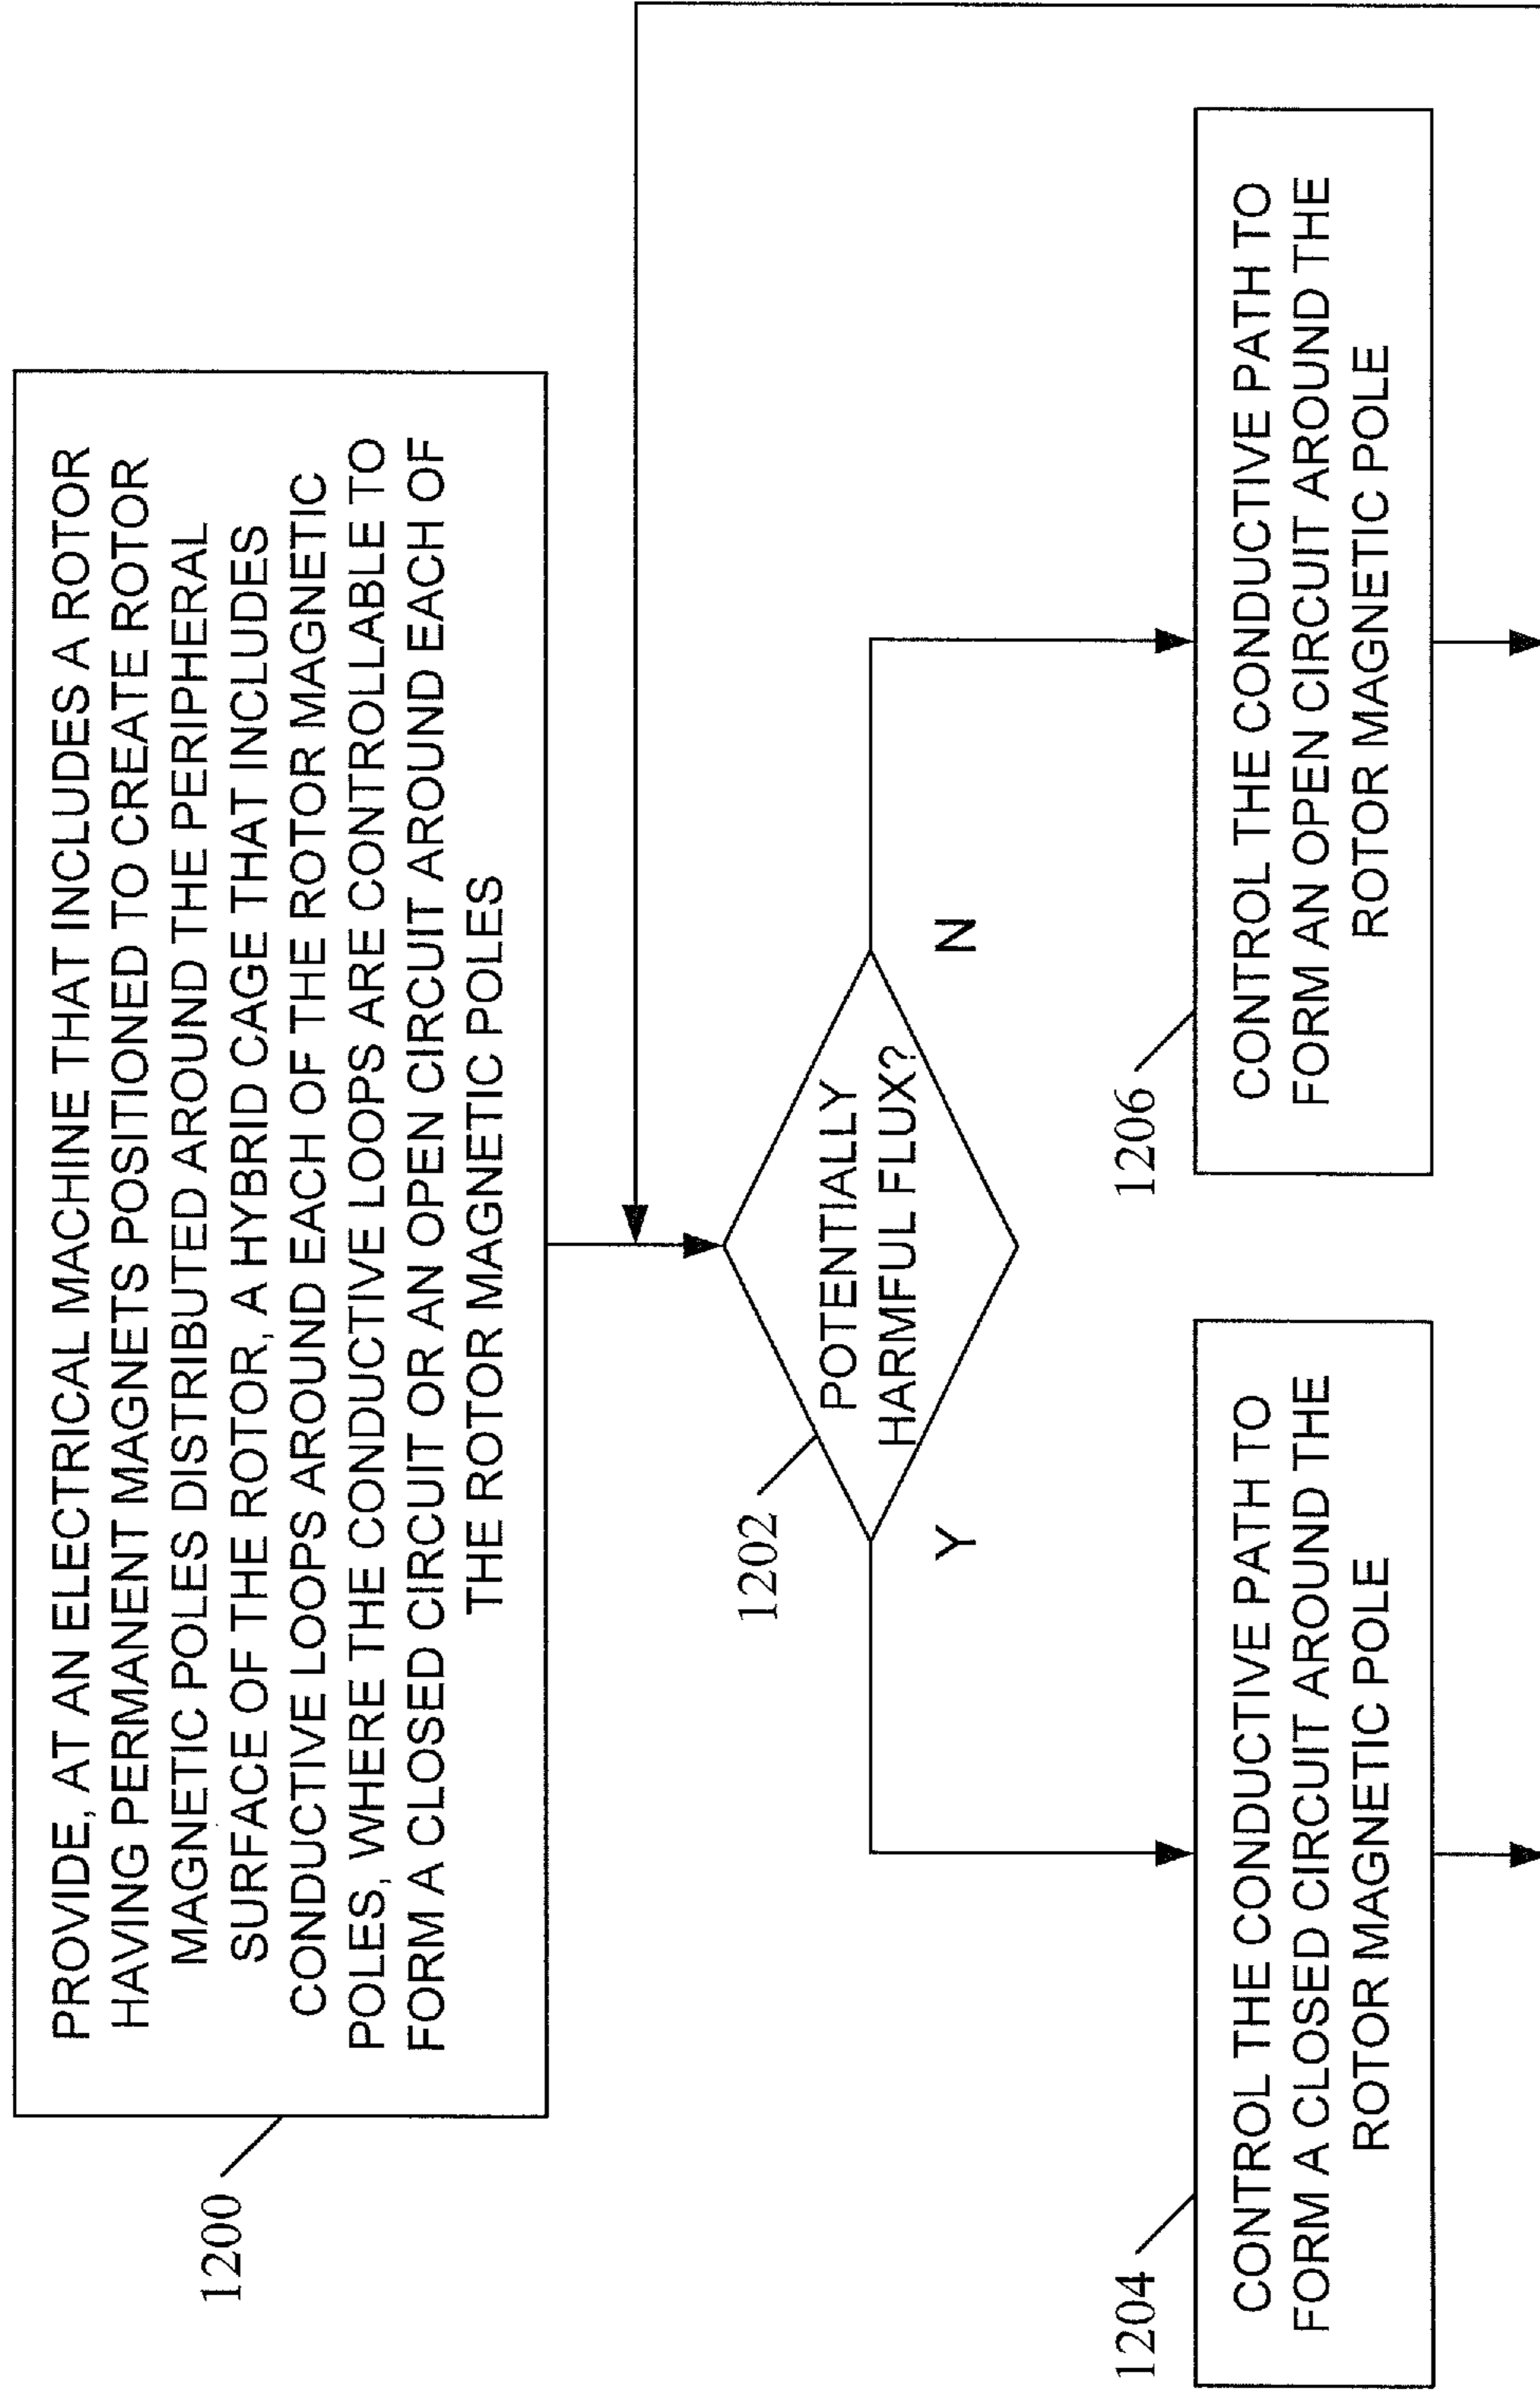 1200
PROVIDE, AT AN ELECTRICAL MACHINE THAT INCLUDES A ROTOR
HAVING PERMANENT MAGNETS POSITIONED TO CREATE ROTOR
MAGNETIC POLES DISTRIBUTED AROUND THE PERIPHERAL
SURFACE OF THE ROTOR, A HYBRID CAGE THAT INCLUDES
CONDUCTIVE LOOPS AROUND EACH OF THE ROTOR MAGNETIC
POLES, WHERE THE CONDUCTIVE LOOPS ARE CONTROLLABLE TO
FORM A CLOSED CIRCUIT OR AN OPEN CIRCUIT AROUND EACH OF
THE ROTOR MAGNETIC POLES
1202
POTENTIALLY
HARMFUL FLUX?
Y
N
1204
CONTROL THE CONDUCTIVE PATH TO
FORM A CLOSED CIRCUIT AROUND THE
ROTOR MAGNETIC POLE
1206
CONTROL THE CONDUCTIVE PATH TO
FORM AN OPEN CIRCUIT AROUND THE
ROTOR MAGNETIC POLE